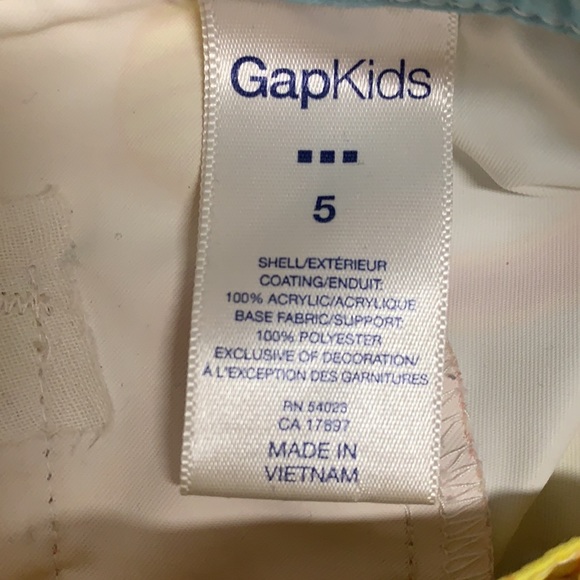 GapKids
5
SHELL/EXTÉRIEUR
COATING/ENDUIT:
100% ACRYLIC/ACRYLIQUE
BASE FABRIC/SUPPORT:
100% POLYESTER
EXCLUSIVE OF DECORATION/
À L'EXCEPTION DES GARNITURES
RN 54023
CA 17897
MADE IN
VIETNAM